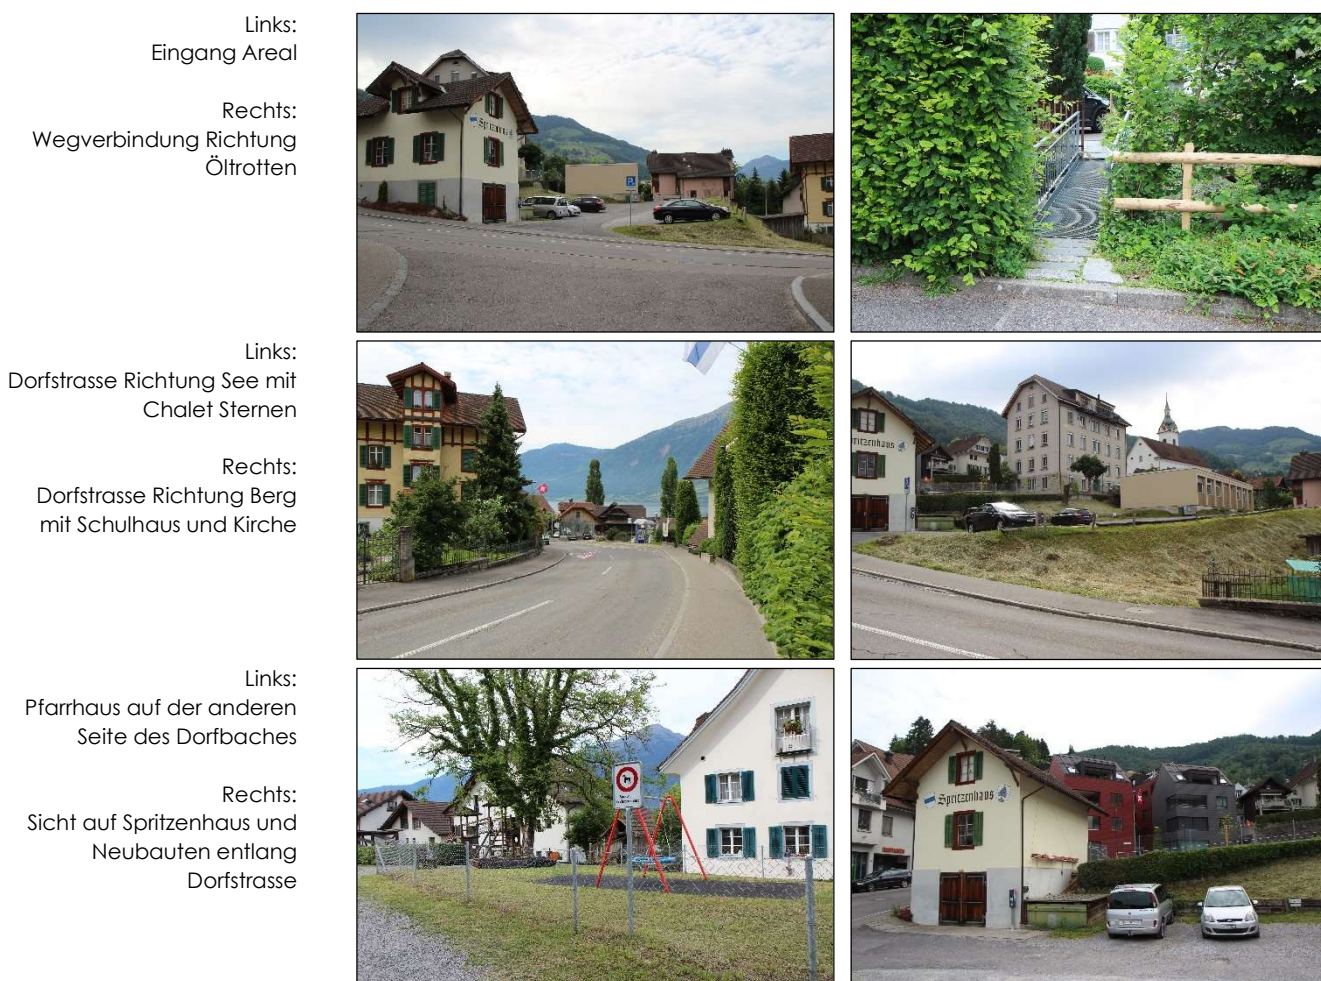 Links:
Eingang Areal
Rechts:
Wegverbindung Richtung
Öltrotten
Spritzenhaus
Links:
Dorfstrasse Richtung See mit
Chalet Sternen
Rechts:
Dorfstrasse Richtung Berg
mit Schulhaus und Kirche
pritzenhaus
Links:
Pfarrhaus auf der anderen
Seite des Dorfbaches
Rechts:
Sicht auf Spritzenhaus und
Neubauten entlang
Dorfstrasse
Spritzenhaus